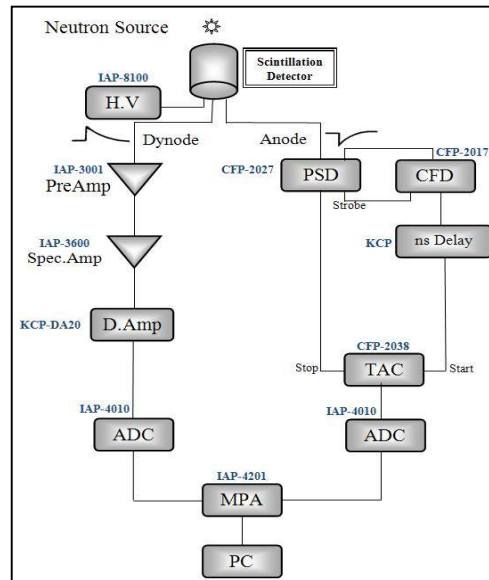 Neutron Source
Scintillation
Detector
IAP-8100
H.V
Dynode
Anode
IAP-3001
PreAmp
CFP-2027
PSD
CFP-2017
CFD
Strobe
IAP-3600
Spec.Amp
KCP
ns Delay
KCP-DA20
D.Amp
CFP-2038
Stop
TAC
Start
IAP-4010
ADC
IAP-4010
ADC
IAP-4201
MPA
PC